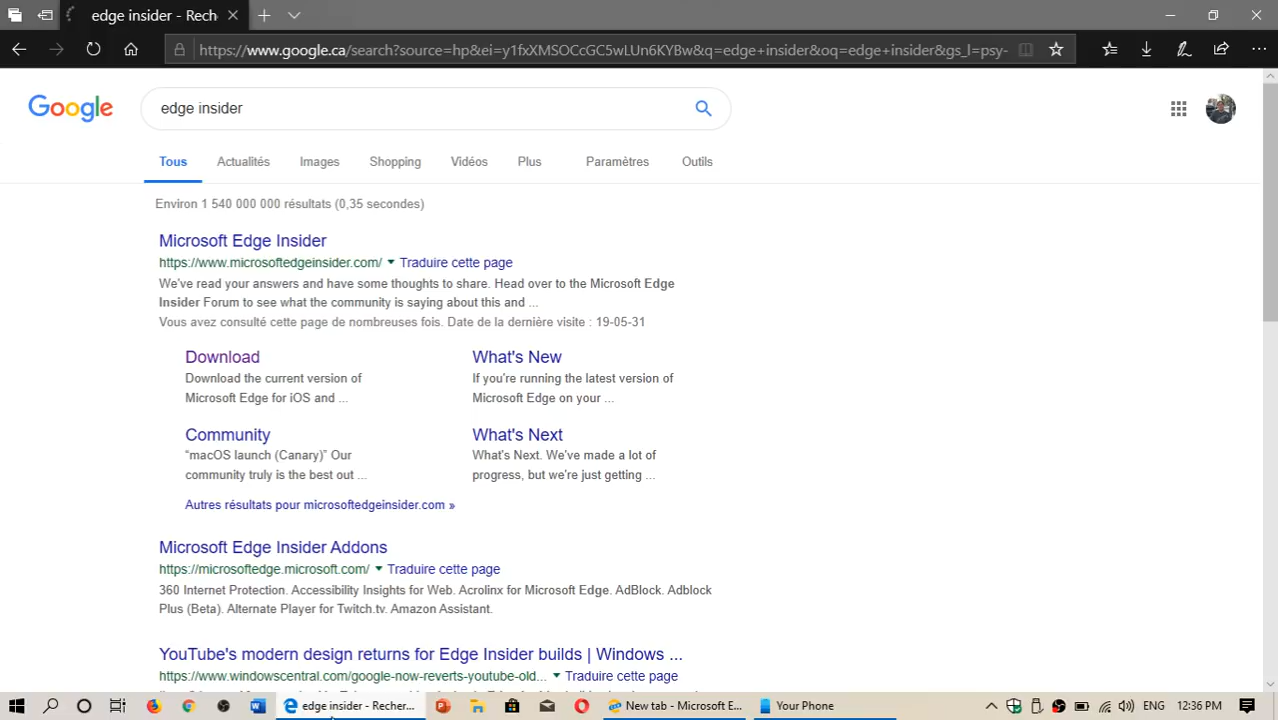 edge insider - Rech
https://www.google.ca/search?source=hp&ei=y1fxXMSOCcGC5wLUn6KYBw&q=edge+insider&oq=edge+insider&gs_l=psy-
Google
edge insider
Tous Actualités Images Shopping Vidéos Plus Paramètres Outils
Environ 1 540 000 000 résultats (0,35 secondes)
Microsoft Edge Insider
https://www.microsoftedgeinsider.com/ Traduire cette page
We've read your answers and have some thoughts to share. Head over to the Microsoft Edge
Insider Forum to see what the community is saying about this and ...
Vous avez consulté cette page de nombreuses fois. Date de la dernière visite : 19-05-31
Download
Download the current version of
Microsoft Edge for iOS and ...
What's New
If you're running the latest version of
Microsoft Edge on your ...
Community
“macOS launch (Canary)” Our
community truly is the best out ...
What's Next
What's Next. We've made a lot of
progress, but we're just getting ...
Autres résultats pour microsoftedgeinsider.com »
Microsoft Edge Insider Addons
https://microsoftedge.microsoft.com/ Traduire cette page
360 Internet Protection. Accessibility Insights for Web. Acrolinx for Microsoft Edge. AdBlock. Adblock
Plus (Beta). Alternate Player for Twitch.tv. Amazon Assistant.
YouTube's modern design returns for Edge Insider builds | Windows ...
https://www.windowscentral.com/google-now-reverts-youtube-old... Traduire cette page
edge insider - Recher... New tab - Microsoft E... Your Phone ENG 12:36 PM